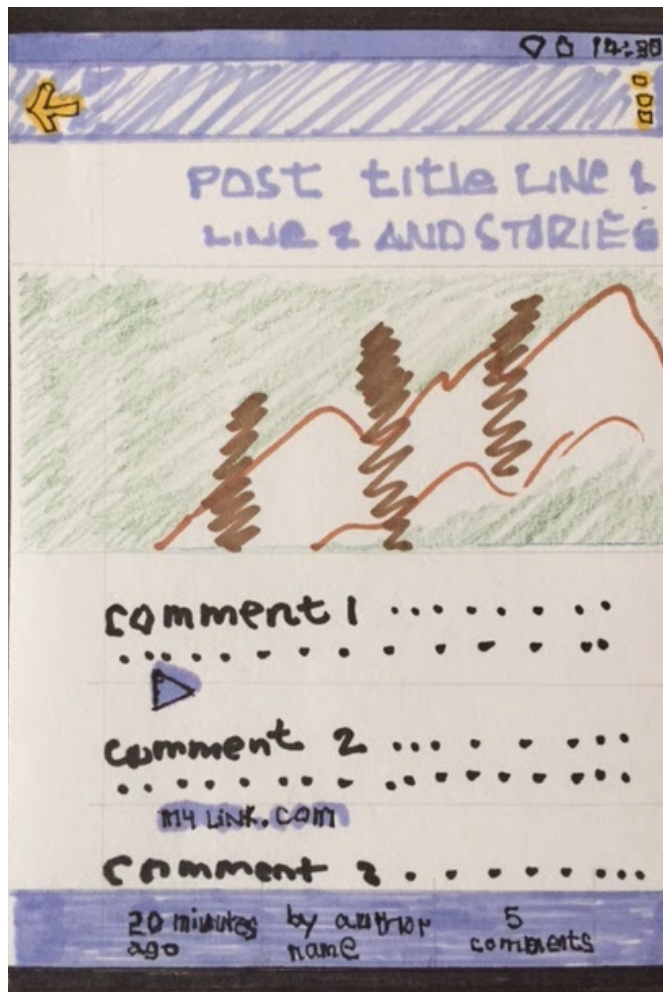 14:30
POST title LINE 1
LINE 2 AND STORIES
comment 1
comment 2
MY LINK.COM
Comment
20 minutes ago
by author name
5 comments